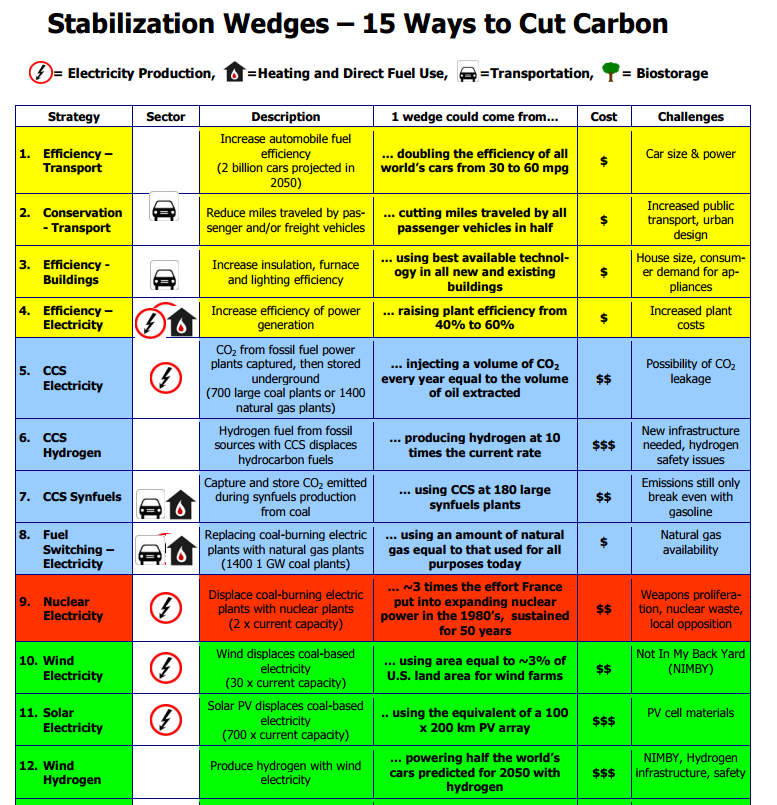 Stabilization Wedges – 15 Ways to Cut Carbon
= Electricity Production, =Heating and Direct Fuel Use, =Transportation, = Biostorage
Strategy Sector Description 1 wedge could come from... Cost Challenges
1. Efficiency –
Transport
Increase automobile fuel
efficiency
(2 billion cars projected in
2050)
... doubling the efficiency of all
world's cars from 30 to 60 mpg
$
Car size & power
2. Conservation
- Transport
Reduce miles traveled by pas-
senger and/or freight vehicles
... cutting miles traveled by all
passenger vehicles in half
$
Increased public
transport, urban
design
3. Efficiency -
Buildings
Increase insulation, furnace
and lighting efficiency
... using best available technol-
ogy in all new and existing
buildings
$
House size, consum-
er demand for ap-
pliances
4. Efficiency –
Electricity
Increase efficiency of power
generation
... raising plant efficiency from
40% to 60%
$
Increased plant
costs
5. CCS
Electricity
CO2 from fossil fuel power
plants captured, then stored
underground
(700 large coal plants or 1400
natural gas plants)
... injecting a volume of CO2
every year equal to the volume
of oil extracted
$$
Possibility of CO2
leakage
6. CCS
Hydrogen
Hydrogen fuel from fossil
sources with CCS displaces
hydrocarbon fuels
... producing hydrogen at 10
times the current rate
$$$
New infrastructure
needed, hydrogen
safety issues
7. CCS Synfuels
Capture and store CO2 emitted
during synfuels production
from coal
... using CCS at 180 large
synfuels plants
$$
Emissions still only
break even with
gasoline
8. Fuel
Switching –
Electricity
Replacing coal-burning electric
plants with natural gas plants
(1400 1 GW coal plants)
... using an amount of natural
gas equal to that used for all
purposes today
$
Natural gas
availability
9. Nuclear
Electricity
Displace coal-burning electric
plants with nuclear plants
(2 x current capacity)
... ~3 times the effort France
put into expanding nuclear
power in the 1980's, sustained
for 50 years
$$
Weapons prolifera-
tion, nuclear waste,
local opposition
10. Wind
Electricity
Wind displaces coal-based
electricity
(30 x current capacity)
... using area equal to ~3% of
U.S. land area for wind farms
$$
Not In My Back Yard
(NIMBY)
11. Solar
Electricity
Solar PV displaces coal-based
electricity
(700 x current capacity)
.. using the equivalent of a 100
x 200 km PV array
$$$
PV cell materials
12. Wind
Hydrogen
Produce hydrogen with wind
electricity
... powering half the world's
cars predicted for 2050 with
hydrogen
$$$
NIMBY, Hydrogen
infrastructure, safety